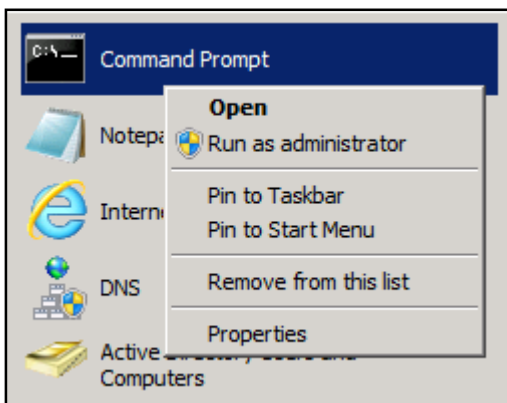 C:\
Command Prompt
Open
Notepa
Run as administrator
Pin to Taskbar
Intern
Pin to Start Menu
DNS
Remove from this list
Properties
Active
Computers